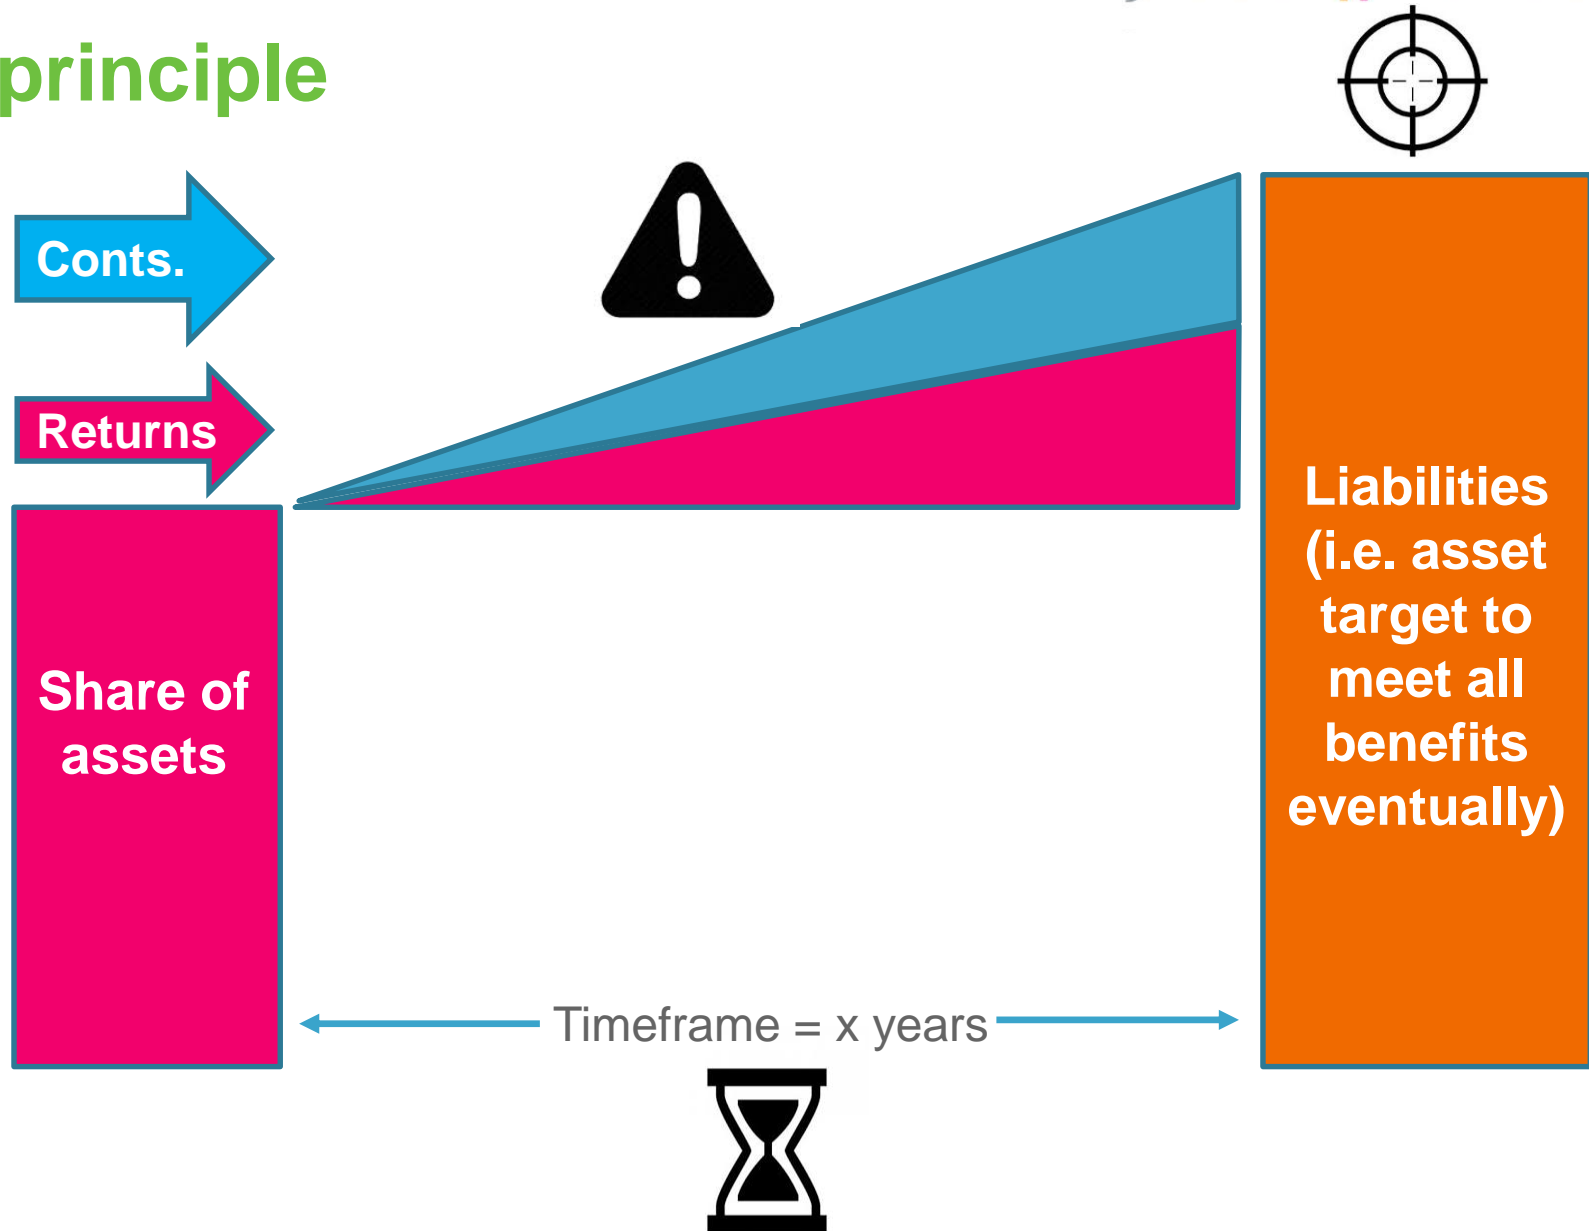 principle
Conts.
Returns
Share of
assets
Liabilities
(i.e. asset
target to
meet all
benefits
eventually)
Timeframe = x years